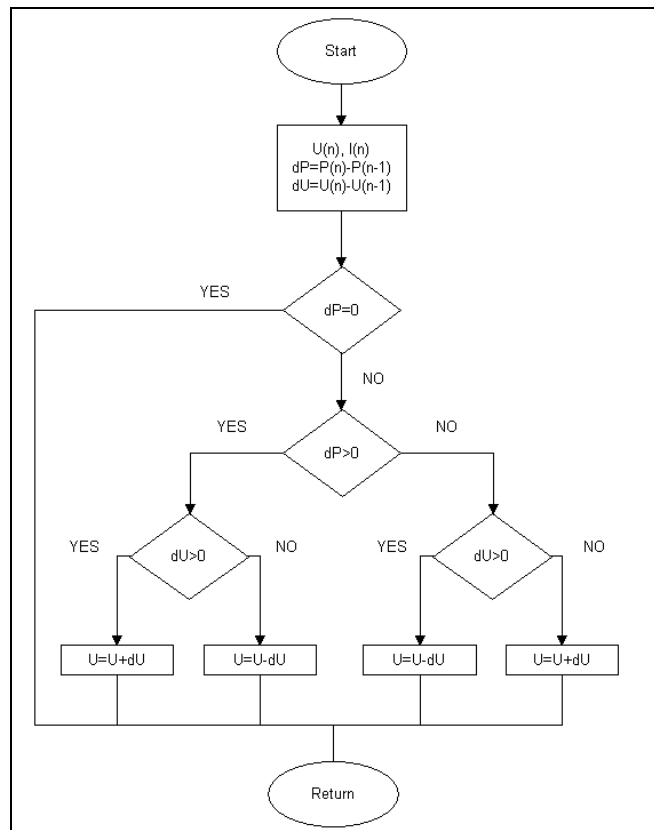 Start
U(n), I(n)
dP=P(n)-P(n-1)
dU=U(n)-U(n-1)
YES
dP=0
NO
YES
NO
dP>0
YES
dU>0
NO
YES
dU>0
NO
U=U+dU
U=U-dU
U=U-dU
U=U+dU
Return